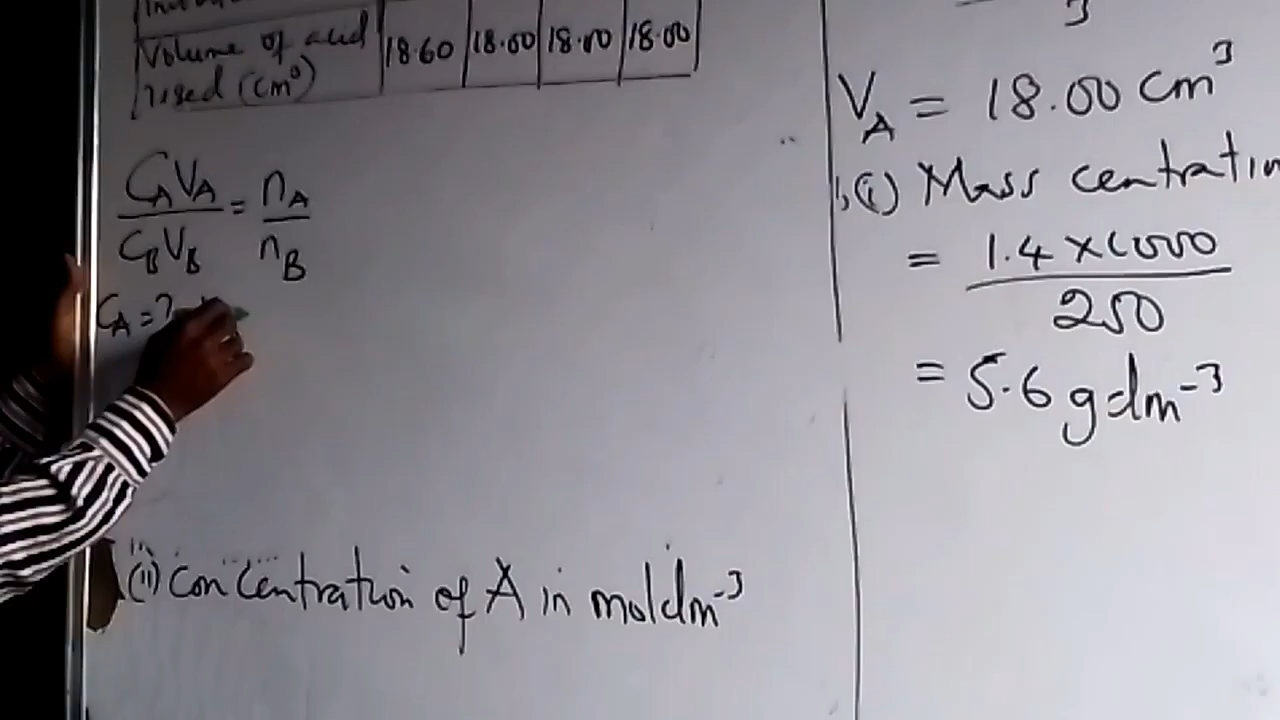 Volume of acid 18.60 18.00 18.00 18.00
used (cm³)
CAVA = nA
CBVB nB
CA = ?
(ii) Concentration of A in moldm⁻³
3
VA = 18.00 cm³
(i) Mass centration
= 1.4 × 1000
250
= 5.6 gdm⁻³